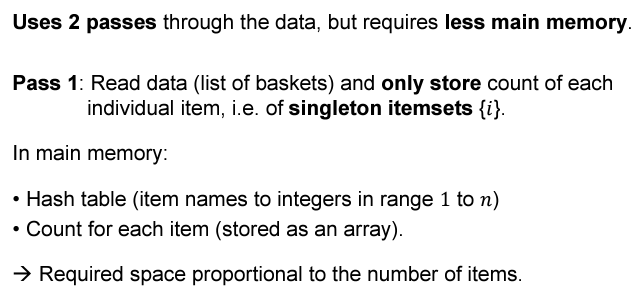 Uses 2 passes through the data, but requires less main memory.
Pass 1: Read data (list of baskets) and only store count of each
individual item, i.e. of singleton itemsets {i}.
In main memory:
• Hash table (item names to integers in range 1 to n)
• Count for each item (stored as an array).
→ Required space proportional to the number of items.